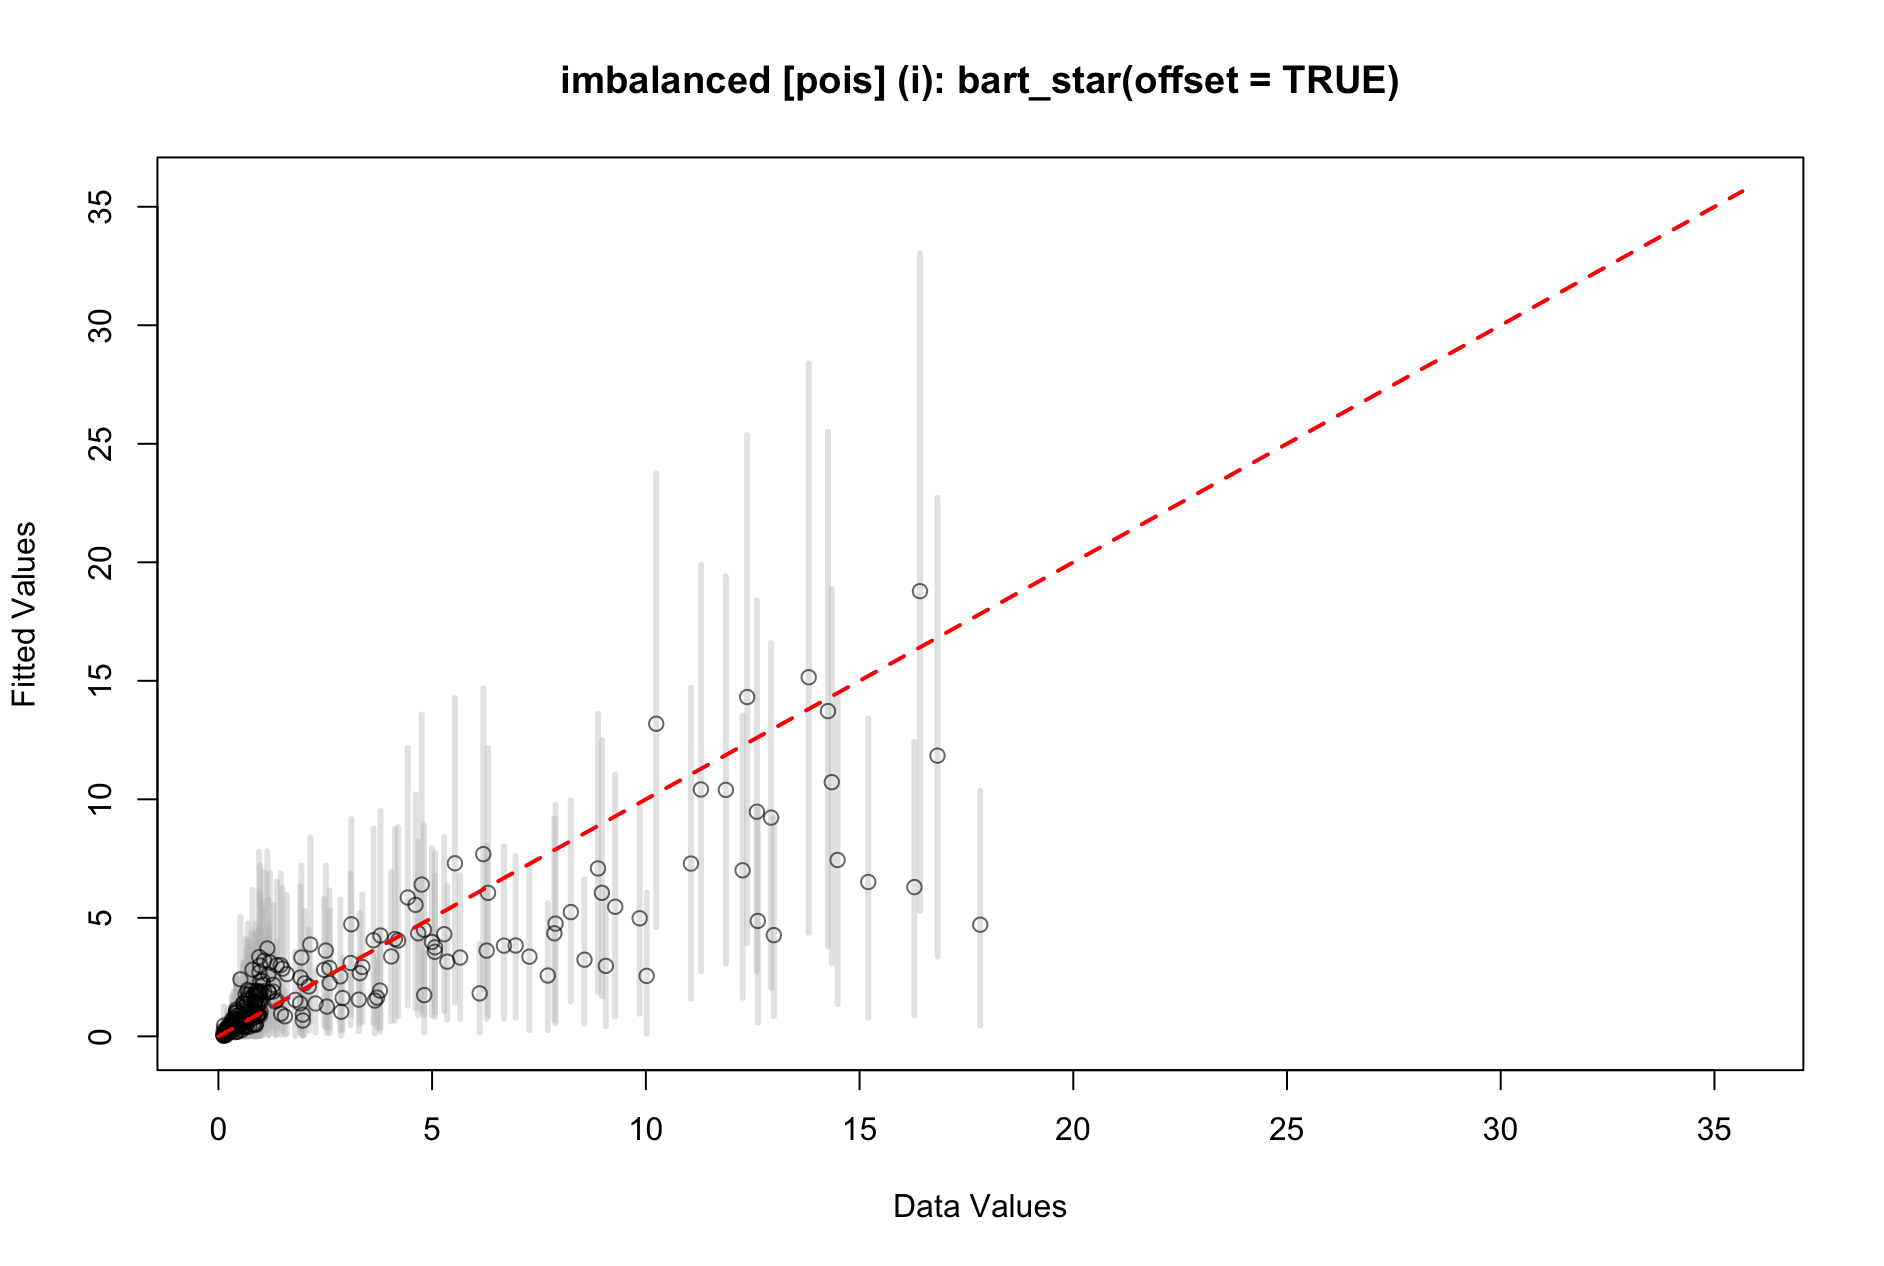 imbalanced [pois] (i): bart_star(offset = TRUE)
Fitted Values
35
30
25
20
15
10
5
0
0 5 10 15 20 25 30 35
Data Values